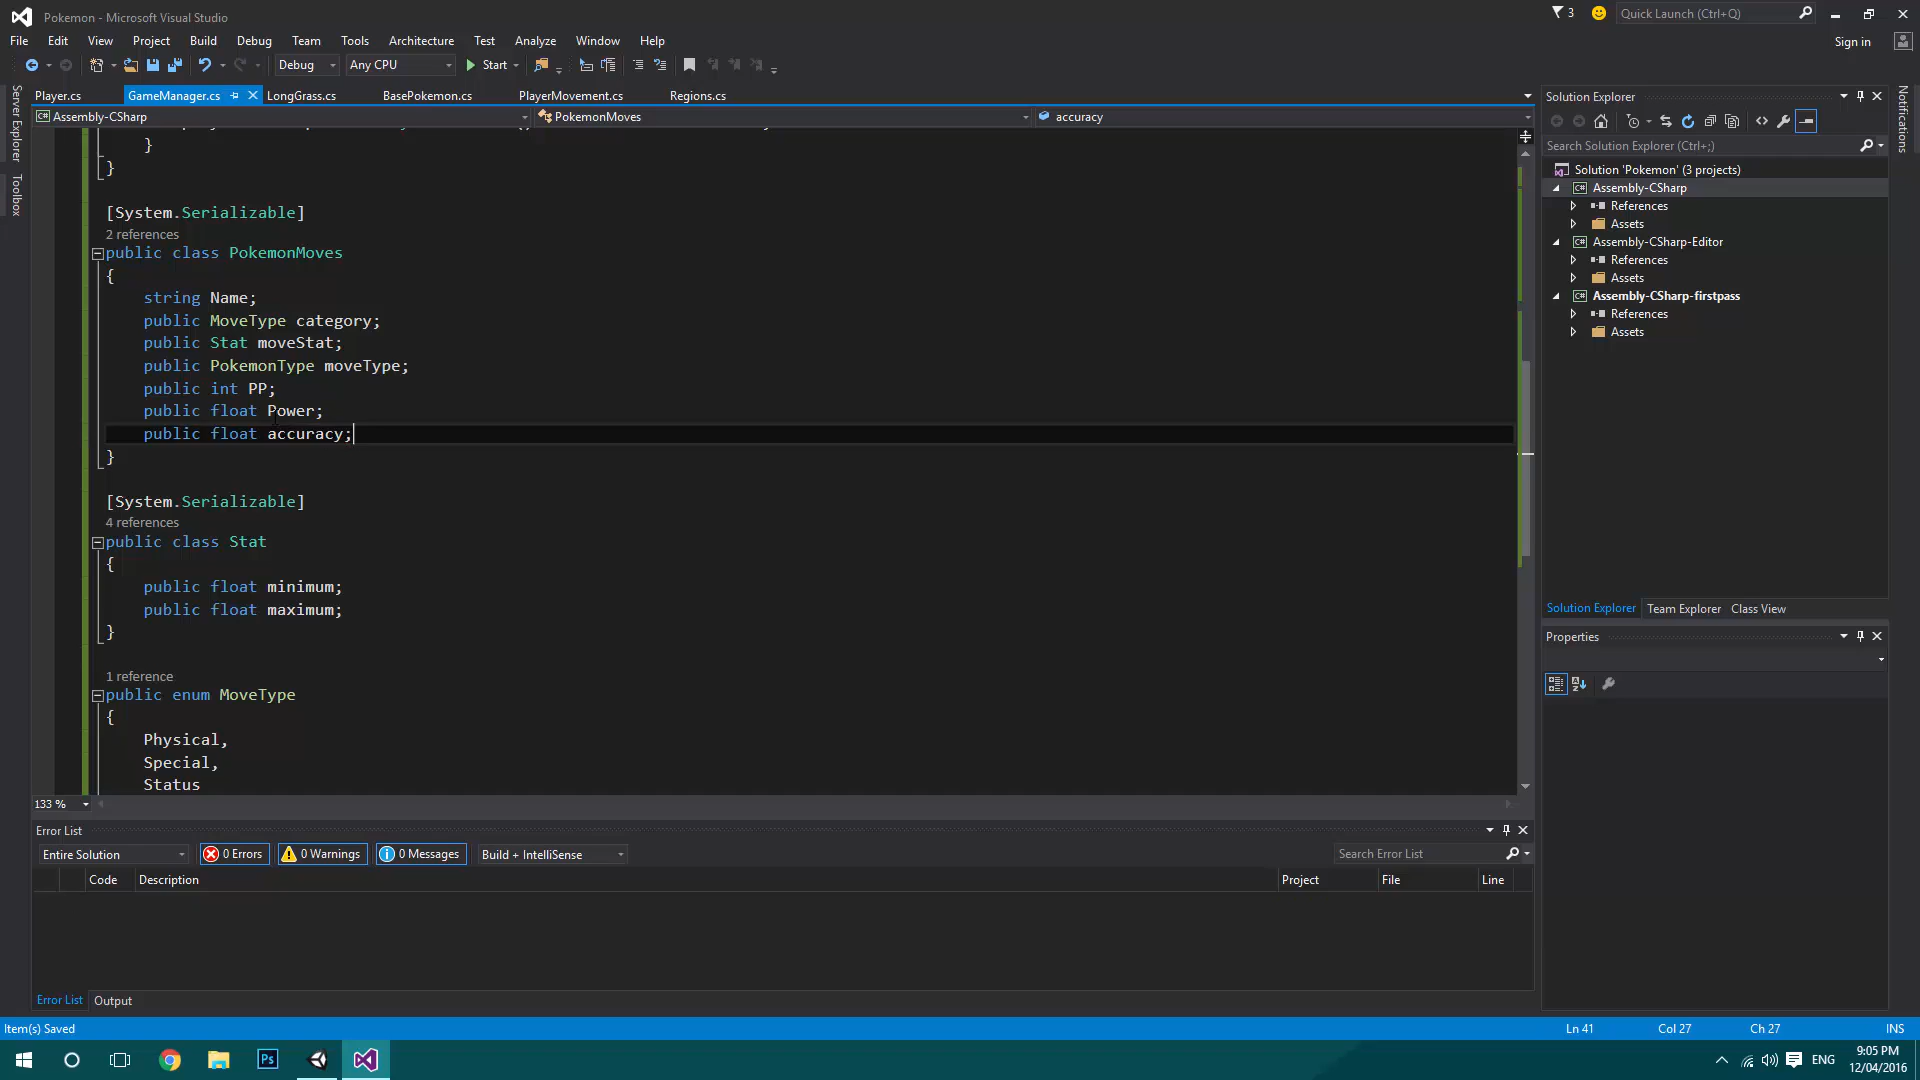 Pokemon - Microsoft Visual Studio
3
Quick Launch (Ctrl+Q)
File Edit View Project Build Debug Team Tools Architecture Test Analyze Window Help
Sign in
Debug Any CPU Start
Server Explorer
Toolbox
Player.cs GameManager.cs LongGrass.cs BasePokemon.cs PlayerMovement.cs Regions.cs
Assembly-CSharp PokemonMoves accuracy
}
}
[System.Serializable]
2 references
public class PokemonMoves
{
string Name;
public MoveType category;
public Stat moveStat;
public PokemonType moveType;
public int PP;
public float Power;
public float accuracy;
}
[System.Serializable]
4 references
public class Stat
{
public float minimum;
public float maximum;
}
1 reference
public enum MoveType
{
Physical,
Special,
Status
133 %
Error List
Entire Solution 0 Errors 0 Warnings 0 Messages Build + IntelliSense Search Error List
Code Description Project File Line
Error List Output
Solution Explorer
Search Solution Explorer (Ctrl+;)
Solution 'Pokemon' (3 projects)
Assembly-CSharp
References
Assets
Assembly-CSharp-Editor
References
Assets
Assembly-CSharp-firstpass
References
Assets
Solution Explorer Team Explorer Class View
Properties
Notifications
Item(s) Saved Ln 41 Col 27 Ch 27 INS
Ps
ENG
9:05 PM
12/04/2016